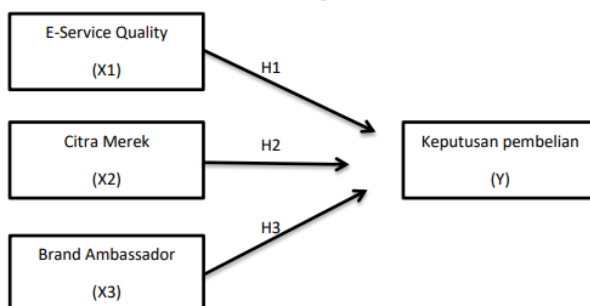 E-Service Quality
(X1)
H1
Citra Merek
(X2)
H2
Keputusan pembelian
(Y)
H3
Brand Ambassador
(X3)